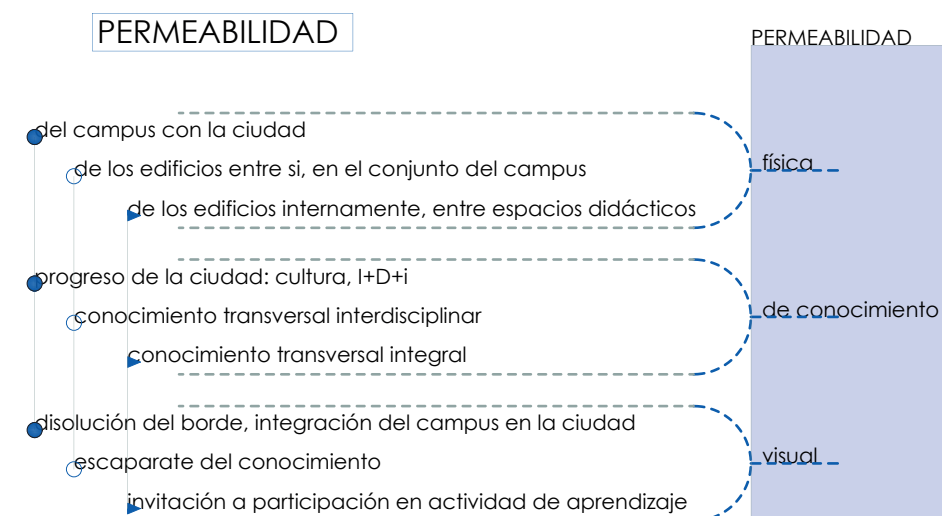 PERMEABILIDAD
PERMEABILIDAD
del campus con la ciudad
de los edificios entre si, en el conjunto del campus
física
de los edificios internamente, entre espacios didácticos
progreso de la ciudad: cultura, I+D+i
conocimiento transversal interdisciplinar
de conocimiento
conocimiento transversal integral
disolución del borde, integración del campus en la ciudad
escaparate del conocimiento
visual
invitación a participación en actividad de aprendizaje